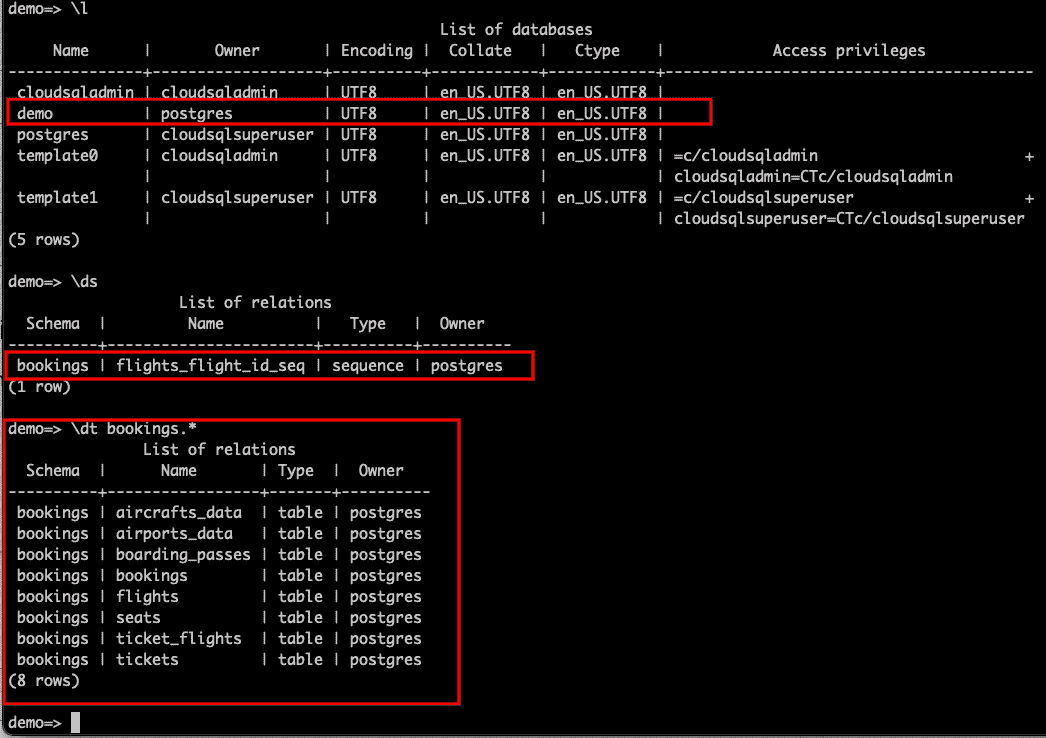 demo=> \l
                                                List of databases
     Name      |       Owner       | Encoding |  Collate   |   Ctype    |            Access privileges
---------------+-------------------+----------+------------+------------+-----------------------------------------
 cloudsqladmin | cloudsqladmin     | UTF8     | en_US.UTF8 | en_US.UTF8 |
 demo          | postgres          | UTF8     | en_US.UTF8 | en_US.UTF8 |
 postgres      | cloudsqlsuperuser | UTF8     | en_US.UTF8 | en_US.UTF8 |
 template0     | cloudsqladmin     | UTF8     | en_US.UTF8 | en_US.UTF8 | =c/cloudsqladmin                       +
               |                   |          |            |            | cloudsqladmin=CTc/cloudsqladmin
 template1     | cloudsqlsuperuser | UTF8     | en_US.UTF8 | en_US.UTF8 | =c/cloudsqlsuperuser                   +
               |                   |          |            |            | cloudsqlsuperuser=CTc/cloudsqlsuperuser
(5 rows)
demo=> \ds
                   List of relations
  Schema  |         Name          |   Type   |  Owner
----------+-----------------------+----------+----------
 bookings | flights_flight_id_seq | sequence | postgres
(1 row)
demo=> \dt bookings.*
               List of relations
  Schema  |      Name       | Type  |  Owner
----------+-----------------+-------+----------
 bookings | aircrafts_data  | table | postgres
 bookings | airports_data   | table | postgres
 bookings | boarding_passes | table | postgres
 bookings | bookings        | table | postgres
 bookings | flights         | table | postgres
 bookings | seats           | table | postgres
 bookings | ticket_flights  | table | postgres
 bookings | tickets         | table | postgres
(8 rows)
demo=>